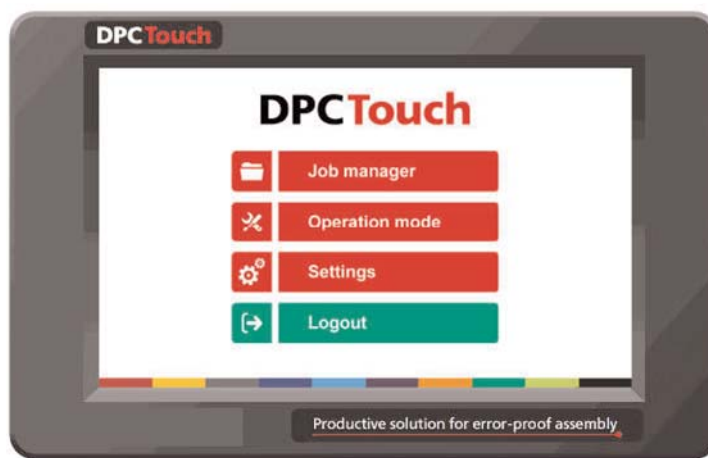 DPCTouch
DPCTouch
Job manager
Operation mode
Settings
Logout
Productive solution for error-proof assembly